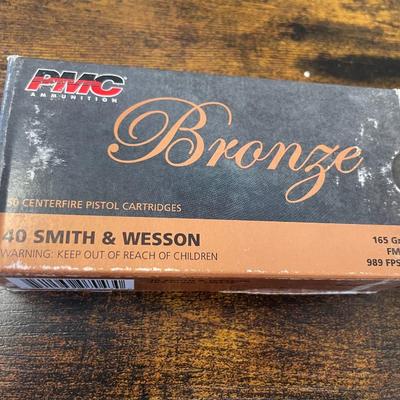 PMC
AMMUNITION
Bronze
50 CENTERFIRE PISTOL CARTRIDGES
40 SMITH & WESSON
165 Gr
FM
WARNING: KEEP OUT OF REACH OF CHILDREN
989 FPS